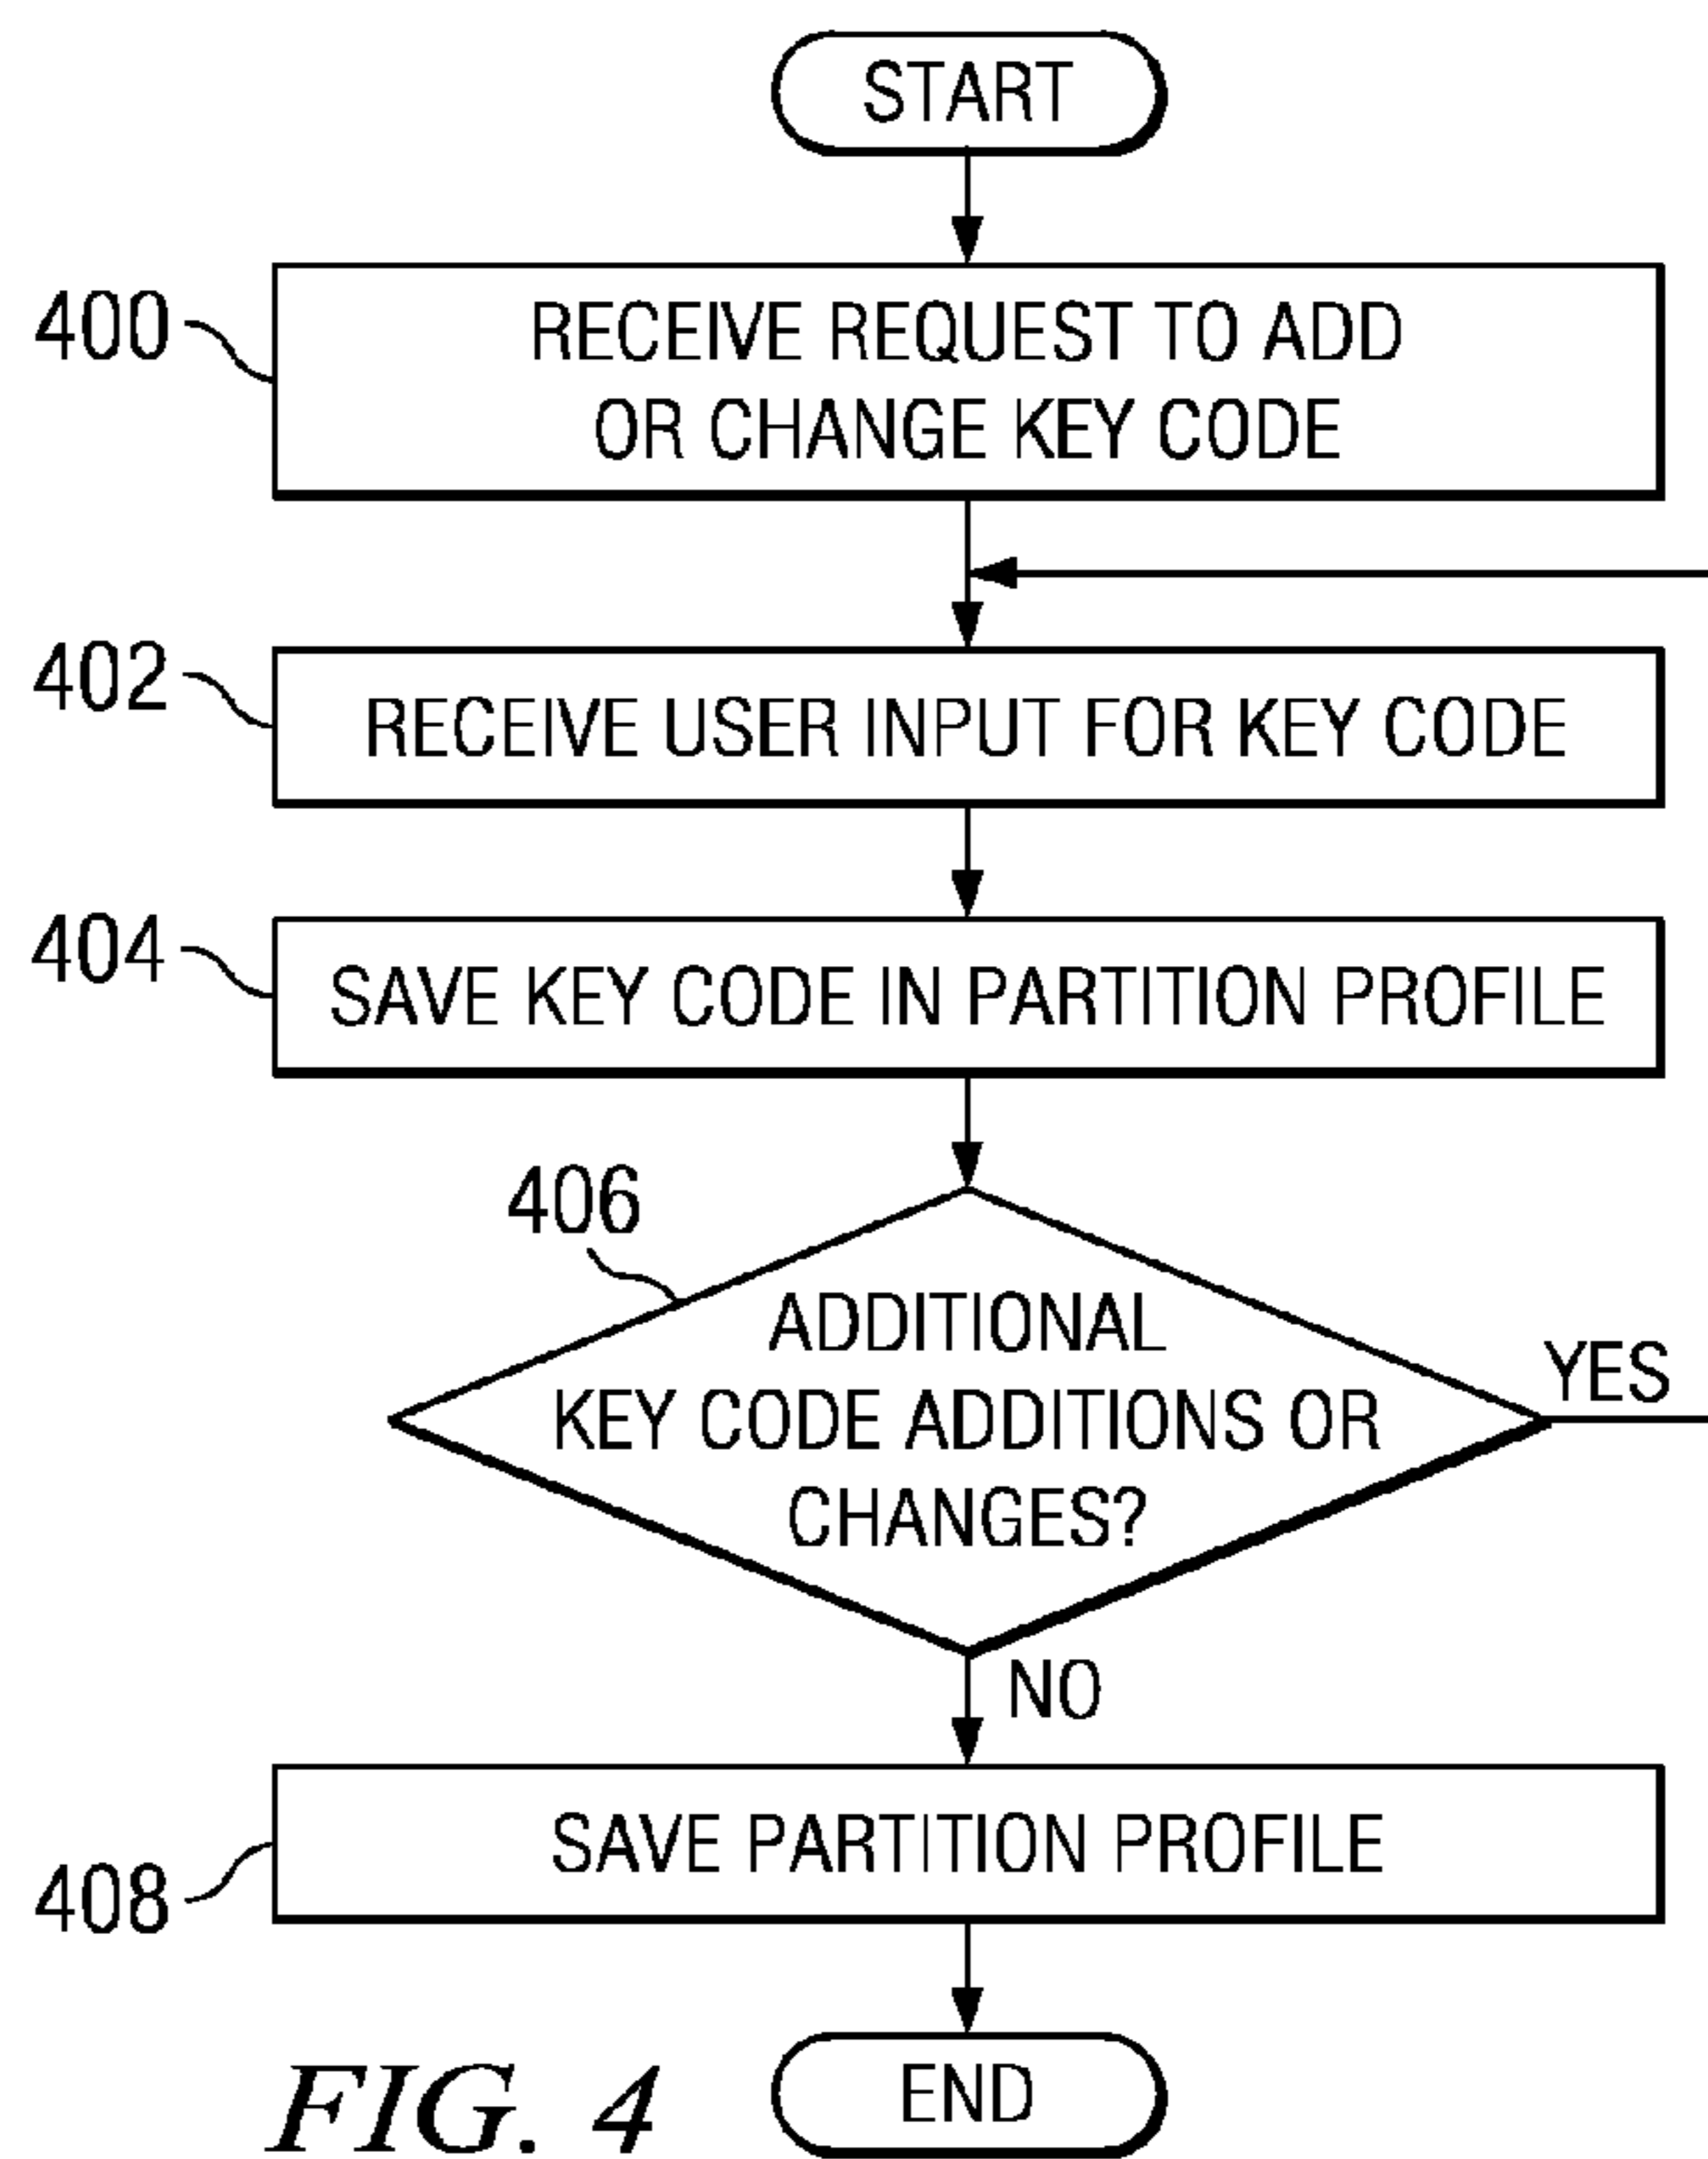 START
400
RECEIVE REQUEST TO ADD
OR CHANGE KEY CODE
402
RECEIVE USER INPUT FOR KEY CODE
404
SAVE KEY CODE IN PARTITION PROFILE
406
ADDITIONAL
KEY CODE ADDITIONS OR
CHANGES?
YES
NO
SAVE PARTITION PROFILE
408
END
FIG. 4